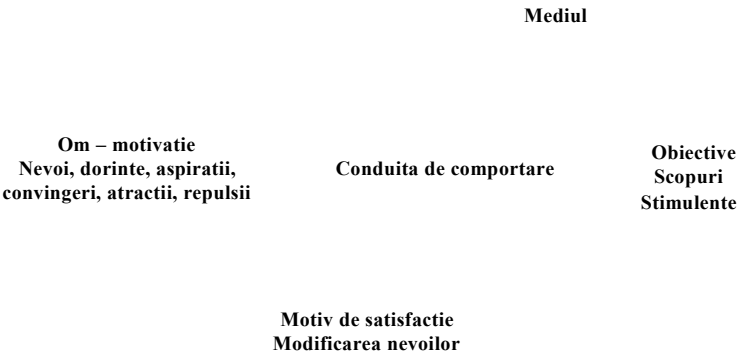 Mediul
Om – motivatie
Nevoi, dorinte, aspiratii,
convingeri, atractii, repulsii
Conduita de comportare
Obiective
Scopuri
Stimulente
Motiv de satisfactie
Modificarea nevoilor